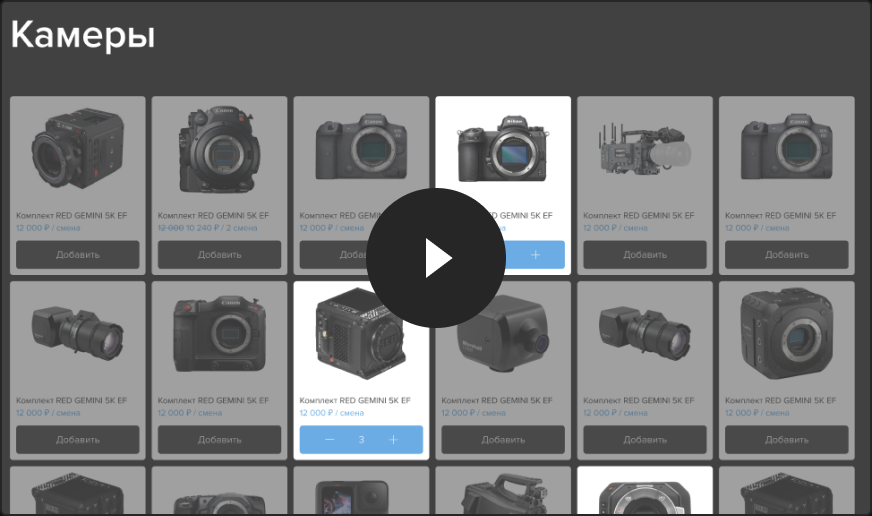 Камеры
Комплект RED GEMINI 5K EF
12 000 ₽ / смена
Добавить
Комплект RED GEMINI 5K EF
12 000 10 240 ₽ / 2 смена
Добавить
Canon
Комплект RED GEMINI 5K EF
12 000 ₽ / смена
Nikon
RED GEMINI 5K EF
+
Комплект RED GEMINI 5K EF
12 000 ₽ / смена
Добавить
Canon
Комплект RED GEMINI 5K EF
12 000 ₽ / смена
Добавить
Комплект RED GEMINI 5K EF
12 000 ₽ / смена
Добавить
Canon
Комплект RED GEMINI 5K EF
12 000 ₽ / смена
Добавить
Комплект RED GEMINI 5K EF
12 000 ₽ / смена
— 3 +
Комплект RED GEMINI 5K EF
12 000 ₽ / смена
Добавить
Комплект RED GEMINI 5K EF
12 000 ₽ / смена
Добавить
Комплект RED GEMINI 5K EF
12 000 ₽ / смена
Добавить